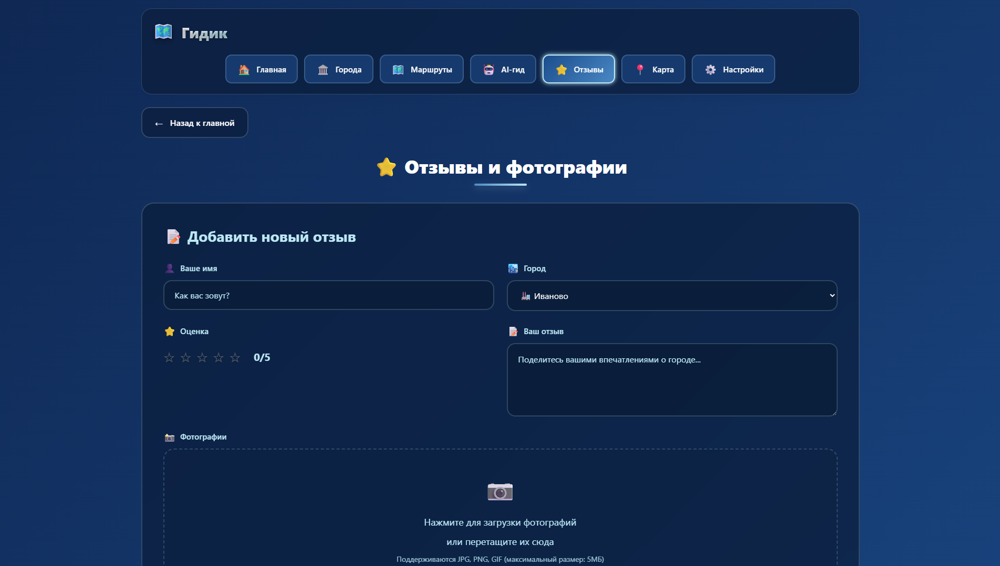 Гидик
Главная
Города
Маршруты
AI-гид
Отзывы
Карта
Настройки
← Назад к главной
Отзывы и фотографии
Добавить новый отзыв
Ваше имя
Город
Как вас зовут?
Иваново
Оценка
Ваш отзыв
☆ ☆ ☆ ☆ ☆ 0/5
Поделитесь вашими впечатлениями о городе...
Фотографии
Нажмите для загрузки фотографий
или перетащите их сюда
Поддерживаются JPG, PNG, GIF (максимальный размер: 5МБ)